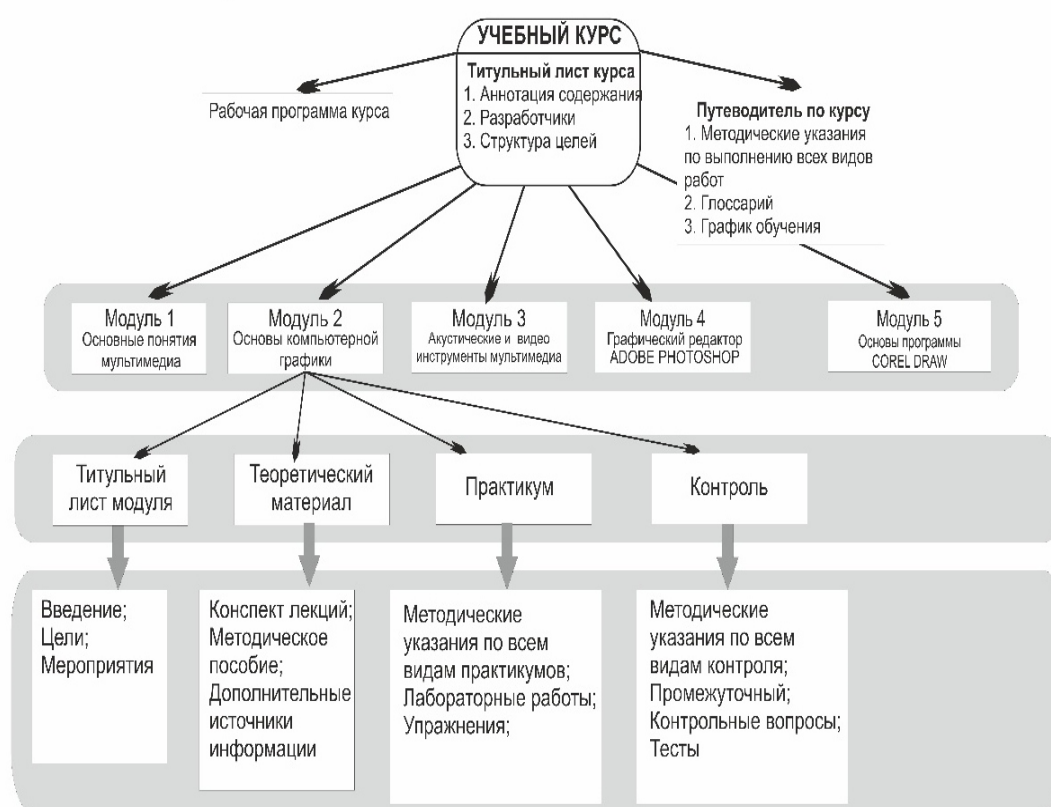 УЧЕБНЫЙ КУРС
Титульный лист курса
1. Аннотация содержания
2. Разработчики
3. Структура целей
Рабочая программа курса
Путеводитель по курсу
1. Методические указания
по выполнению всех видов
работ
2. Глоссарий
3. График обучения
Модуль 1
Основные понятия
мультимедиа
Модуль 2
Основы компьютерной
графики
Модуль 3
Акустические и видео
инструменты мультимедиа
Модуль 4
Графический редактор
ADOBE PHOTOSHOP
Модуль 5
Основы программы
COREL DRAW
Титульный
лист модуля
Теоретический
материал
Практикум
Контроль
Введение;
Цели;
Мероприятия
Конспект лекций;
Методическое
пособие;
Дополнительные
источники
информации
Методические
указания по всем
видам практикумов;
Лабораторные работы;
Упражнения;
Методические
указания по всем
видам контроля;
Промежуточный;
Контрольные вопросы;
Тесты